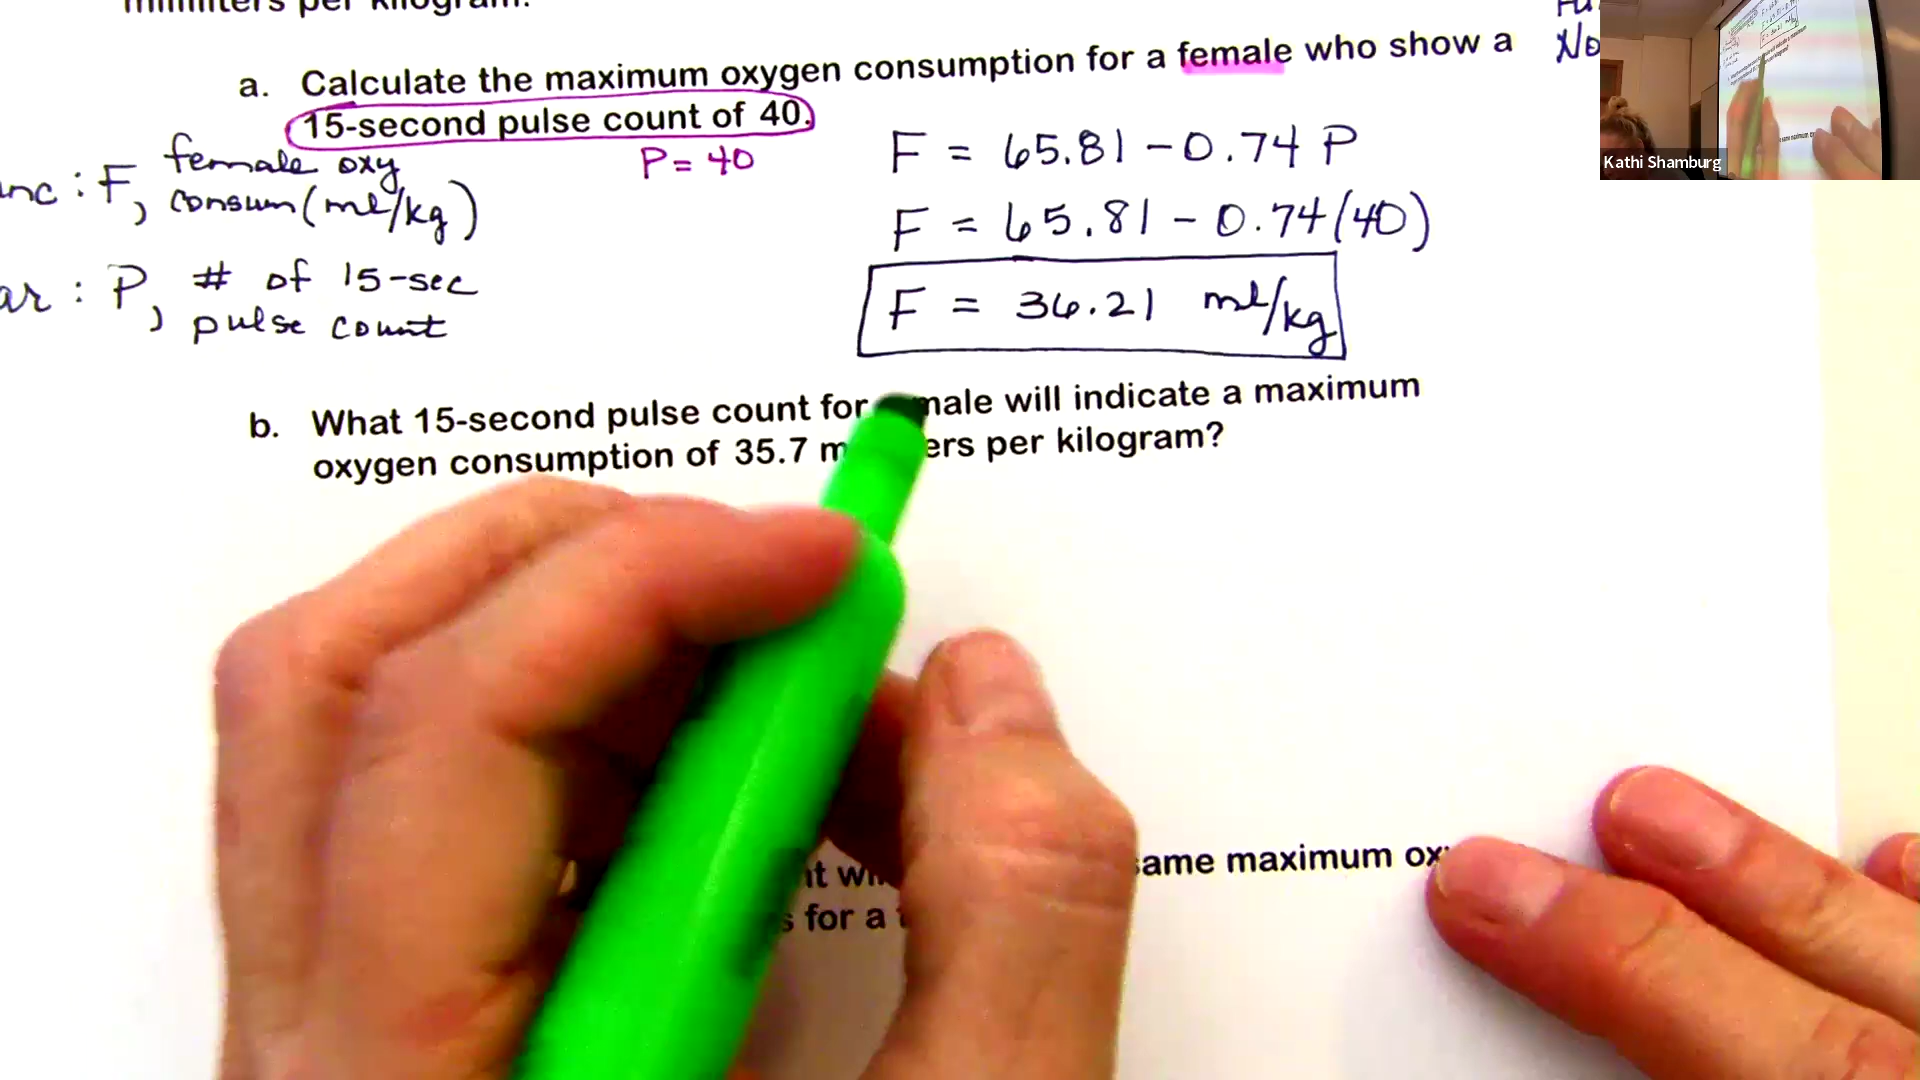 per kilogram.
a. Calculate the maximum oxygen consumption for a female who show a
15-second pulse count of 40.
P = 40
: F, female oxy
consum (ml/kg)
: P, # of 15-sec
pulse count
F = 65.81 - 0.74 P
F = 65.81 - 0.74(40)
F = 36.21 ml/kg
b. What 15-second pulse count for male will indicate a maximum
oxygen consumption of 35.7 per kilogram?
maximum
for a
Kathi Shamburg